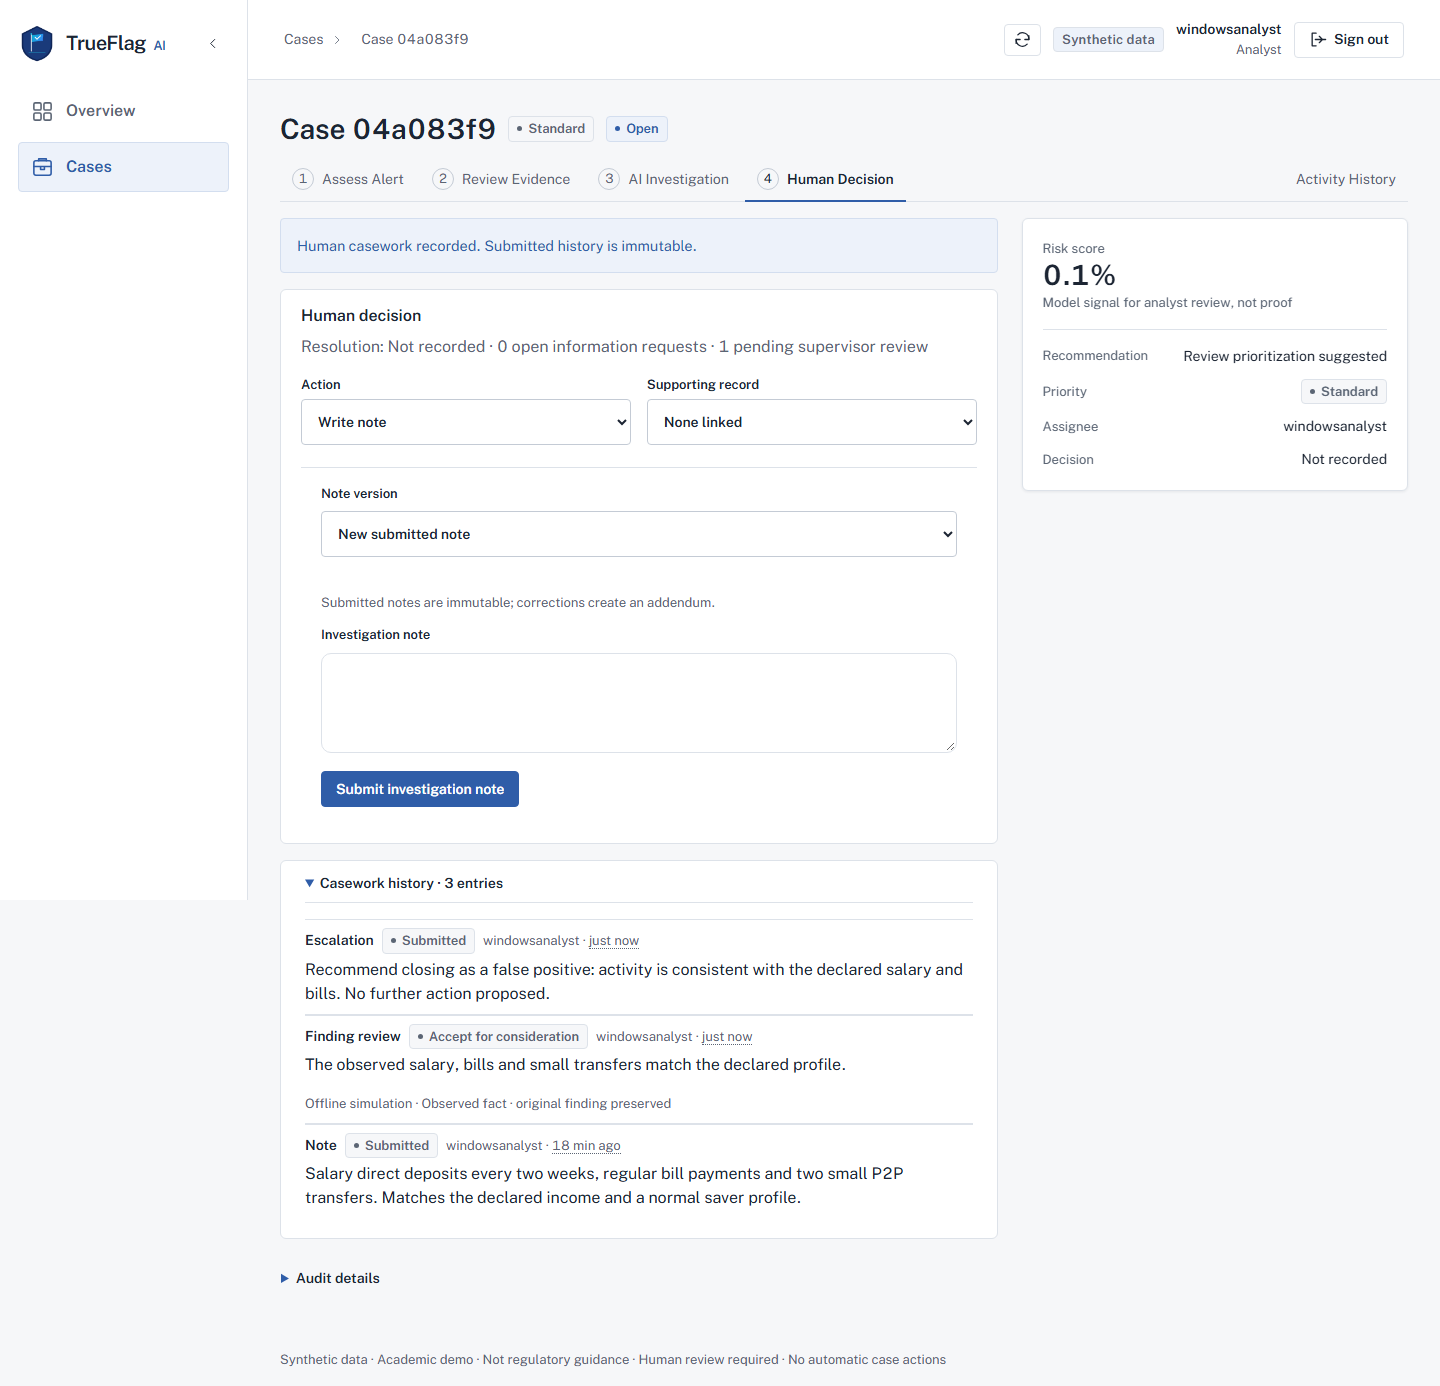 TrueFlag AI
Overview
Cases
Cases > Case 04a083f9
Synthetic data
windowsanalyst
Analyst
Sign out
Case 04a083f9
Standard
Open
1 Assess Alert
2 Review Evidence
3 AI Investigation
4 Human Decision
Activity History
Human casework recorded. Submitted history is immutable.
Human decision
Resolution: Not recorded · 0 open information requests · 1 pending supervisor review
Action
Write note
Supporting record
None linked
Note version
New submitted note
Submitted notes are immutable; corrections create an addendum.
Investigation note
Submit investigation note
Casework history · 3 entries
Escalation Submitted windowsanalyst · just now
Recommend closing as a false positive: activity is consistent with the declared salary and
bills. No further action proposed.
Finding review Accept for consideration windowsanalyst · just now
The observed salary, bills and small transfers match the declared profile.
Offline simulation · Observed fact · original finding preserved
Note Submitted windowsanalyst · 18 min ago
Salary direct deposits every two weeks, regular bill payments and two small P2P
transfers. Matches the declared income and a normal saver profile.
Audit details
Risk score
0.1%
Model signal for analyst review, not proof
Recommendation Review prioritization suggested
Priority Standard
Assignee windowsanalyst
Decision Not recorded
Synthetic data · Academic demo · Not regulatory guidance · Human review required · No automatic case actions